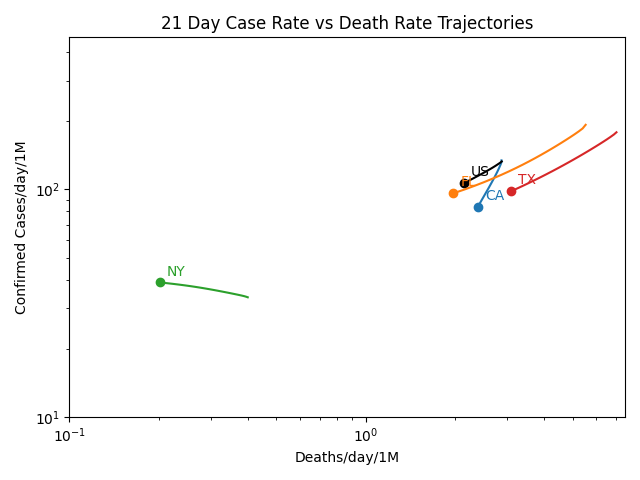 21 Day Case Rate vs Death Rate Trajectories
Confirmed Cases/day/1M
10²
10¹
US
FL
TX
CA
NY
10⁻¹
10⁰
Deaths/day/1M